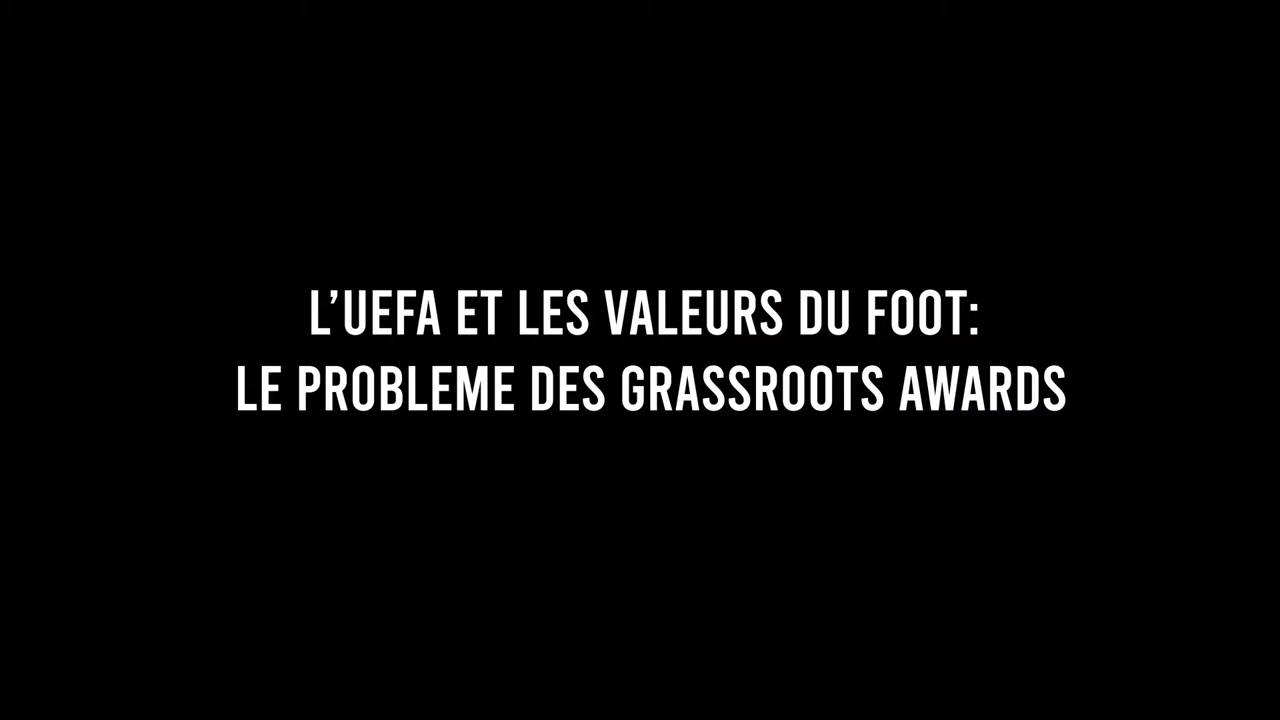 L’UEFA ET LES VALEURS DU FOOT:
LE PROBLEME DES GRASSROOTS AWARDS